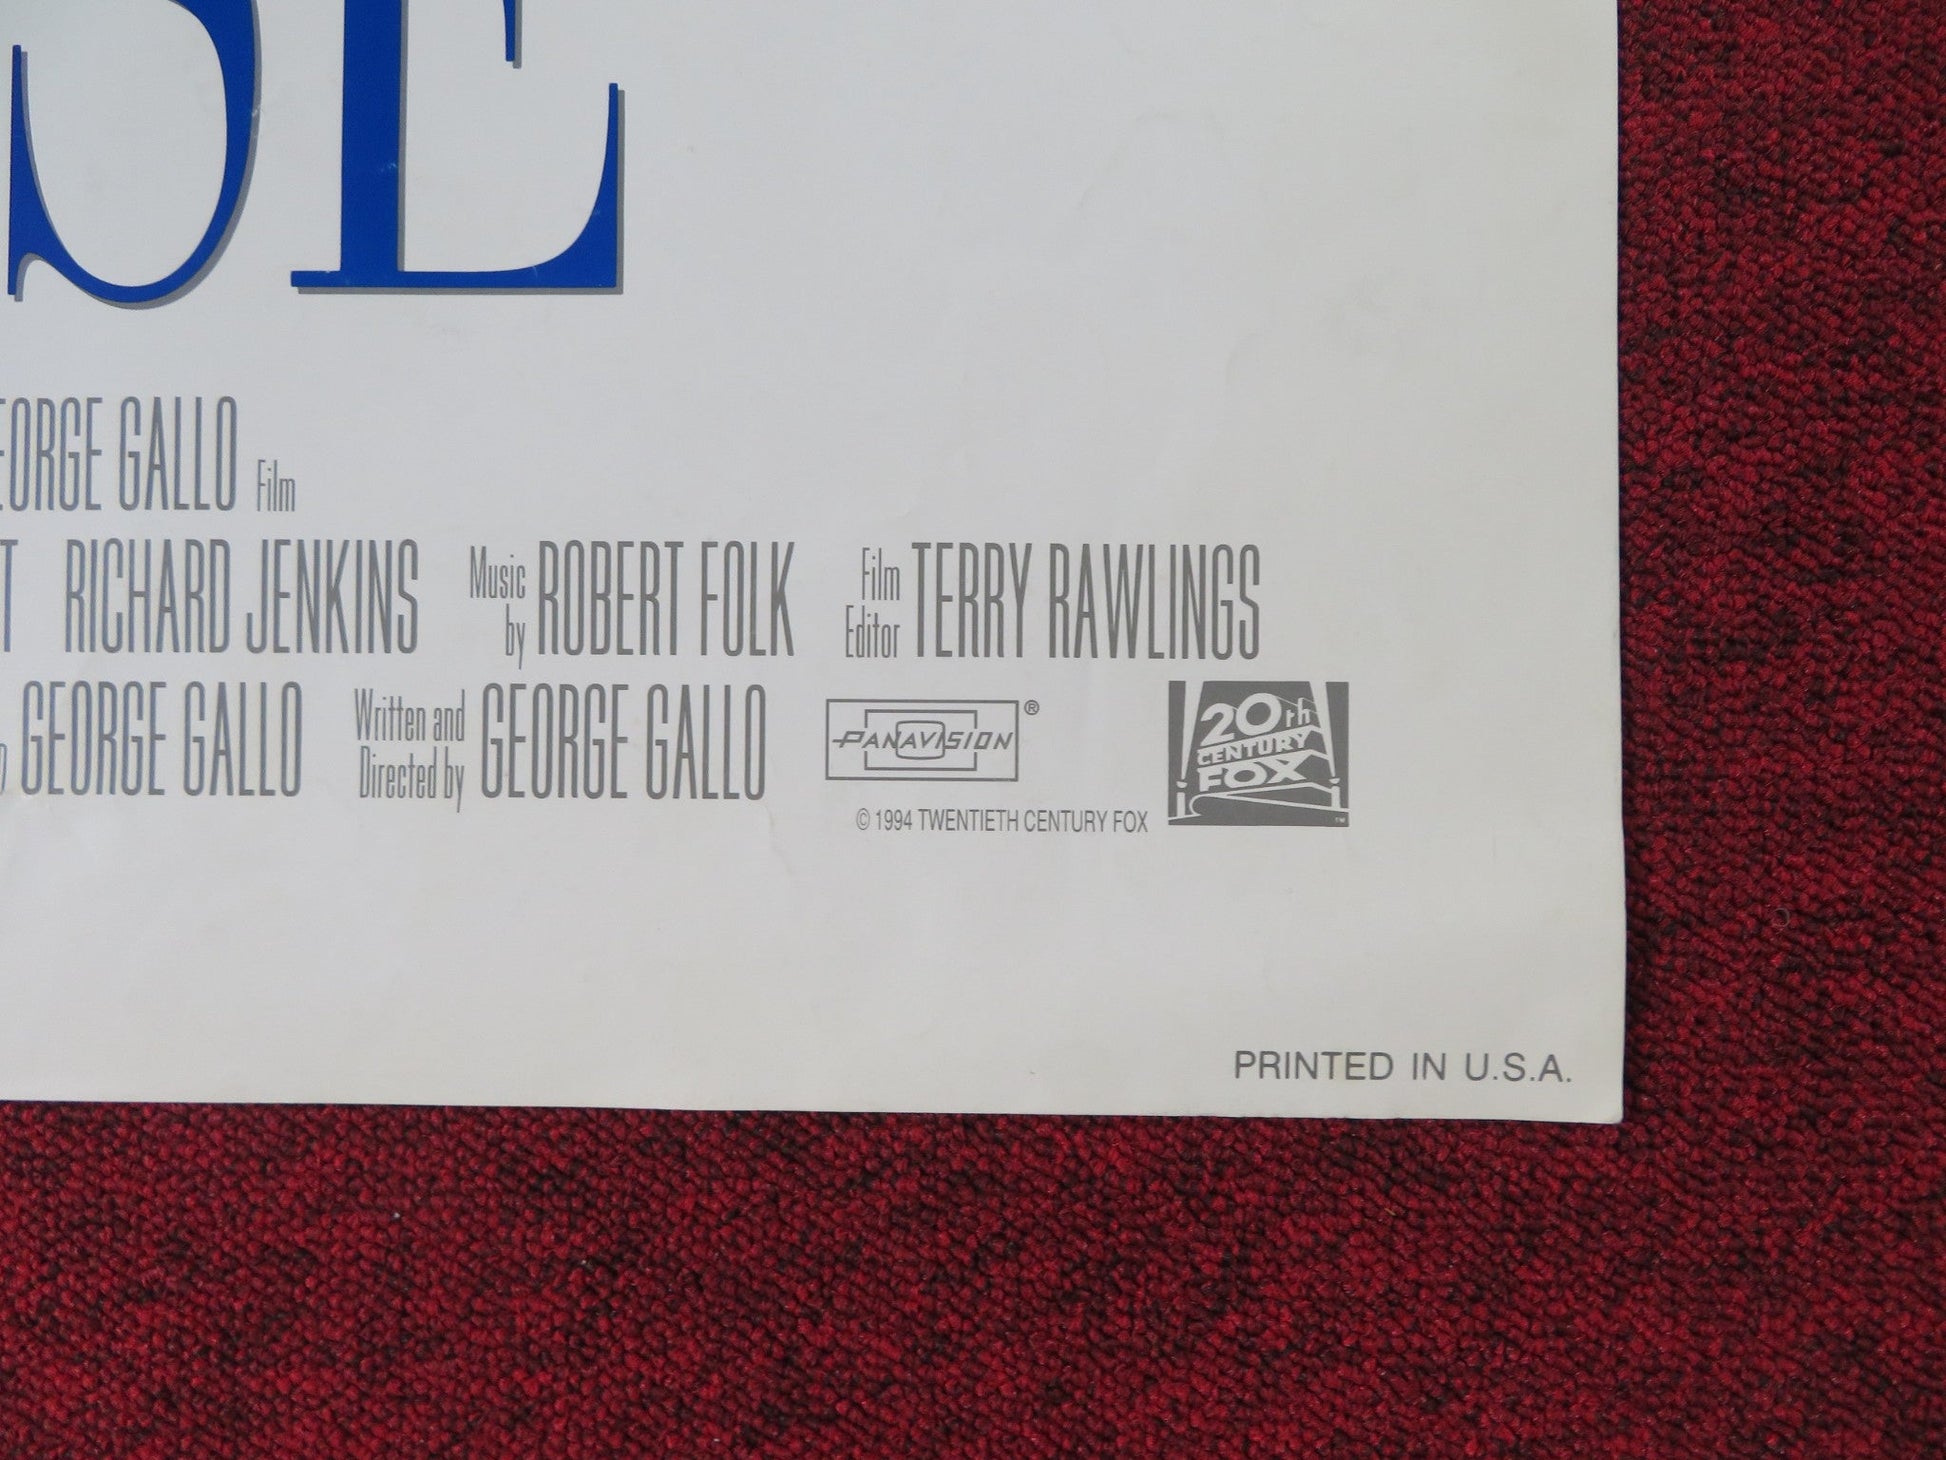 SE
EORGE GALLO Film
T RICHARD JENKINS Music by ROBERT FOLK Film Editor TERRY RAWLINGS
GEORGE GALLO Written and Directed by GEORGE GALLO PANAVISION ® 20th CENTURY FOX ™
© 1994 TWENTIETH CENTURY FOX
PRINTED IN U.S.A.